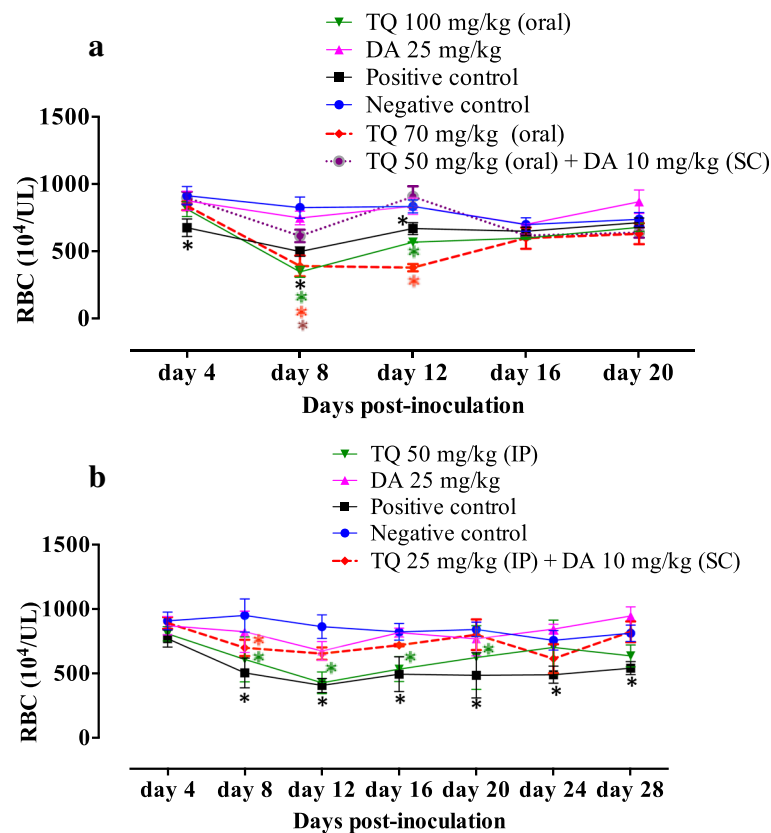 a
TQ 100 mg/kg (oral)
DA 25 mg/kg
Positive control
Negative control
TQ 70 mg/kg (oral)
TQ 50 mg/kg (oral) + DA 10 mg/kg (SC)
RBC (10⁴/UL)
1500
1000
500
0
* * * * * * * *
day 4 day 8 day 12 day 16 day 20
Days post-inoculation
b
TQ 50 mg/kg (IP)
DA 25 mg/kg
Positive control
Negative control
TQ 25 mg/kg (IP) + DA 10 mg/kg (SC)
RBC (10⁴/UL)
1500
1000
500
0
* * * * * * * * * * *
day 4 day 8 day 12 day 16 day 20 day 24 day 28
Days post-inoculation